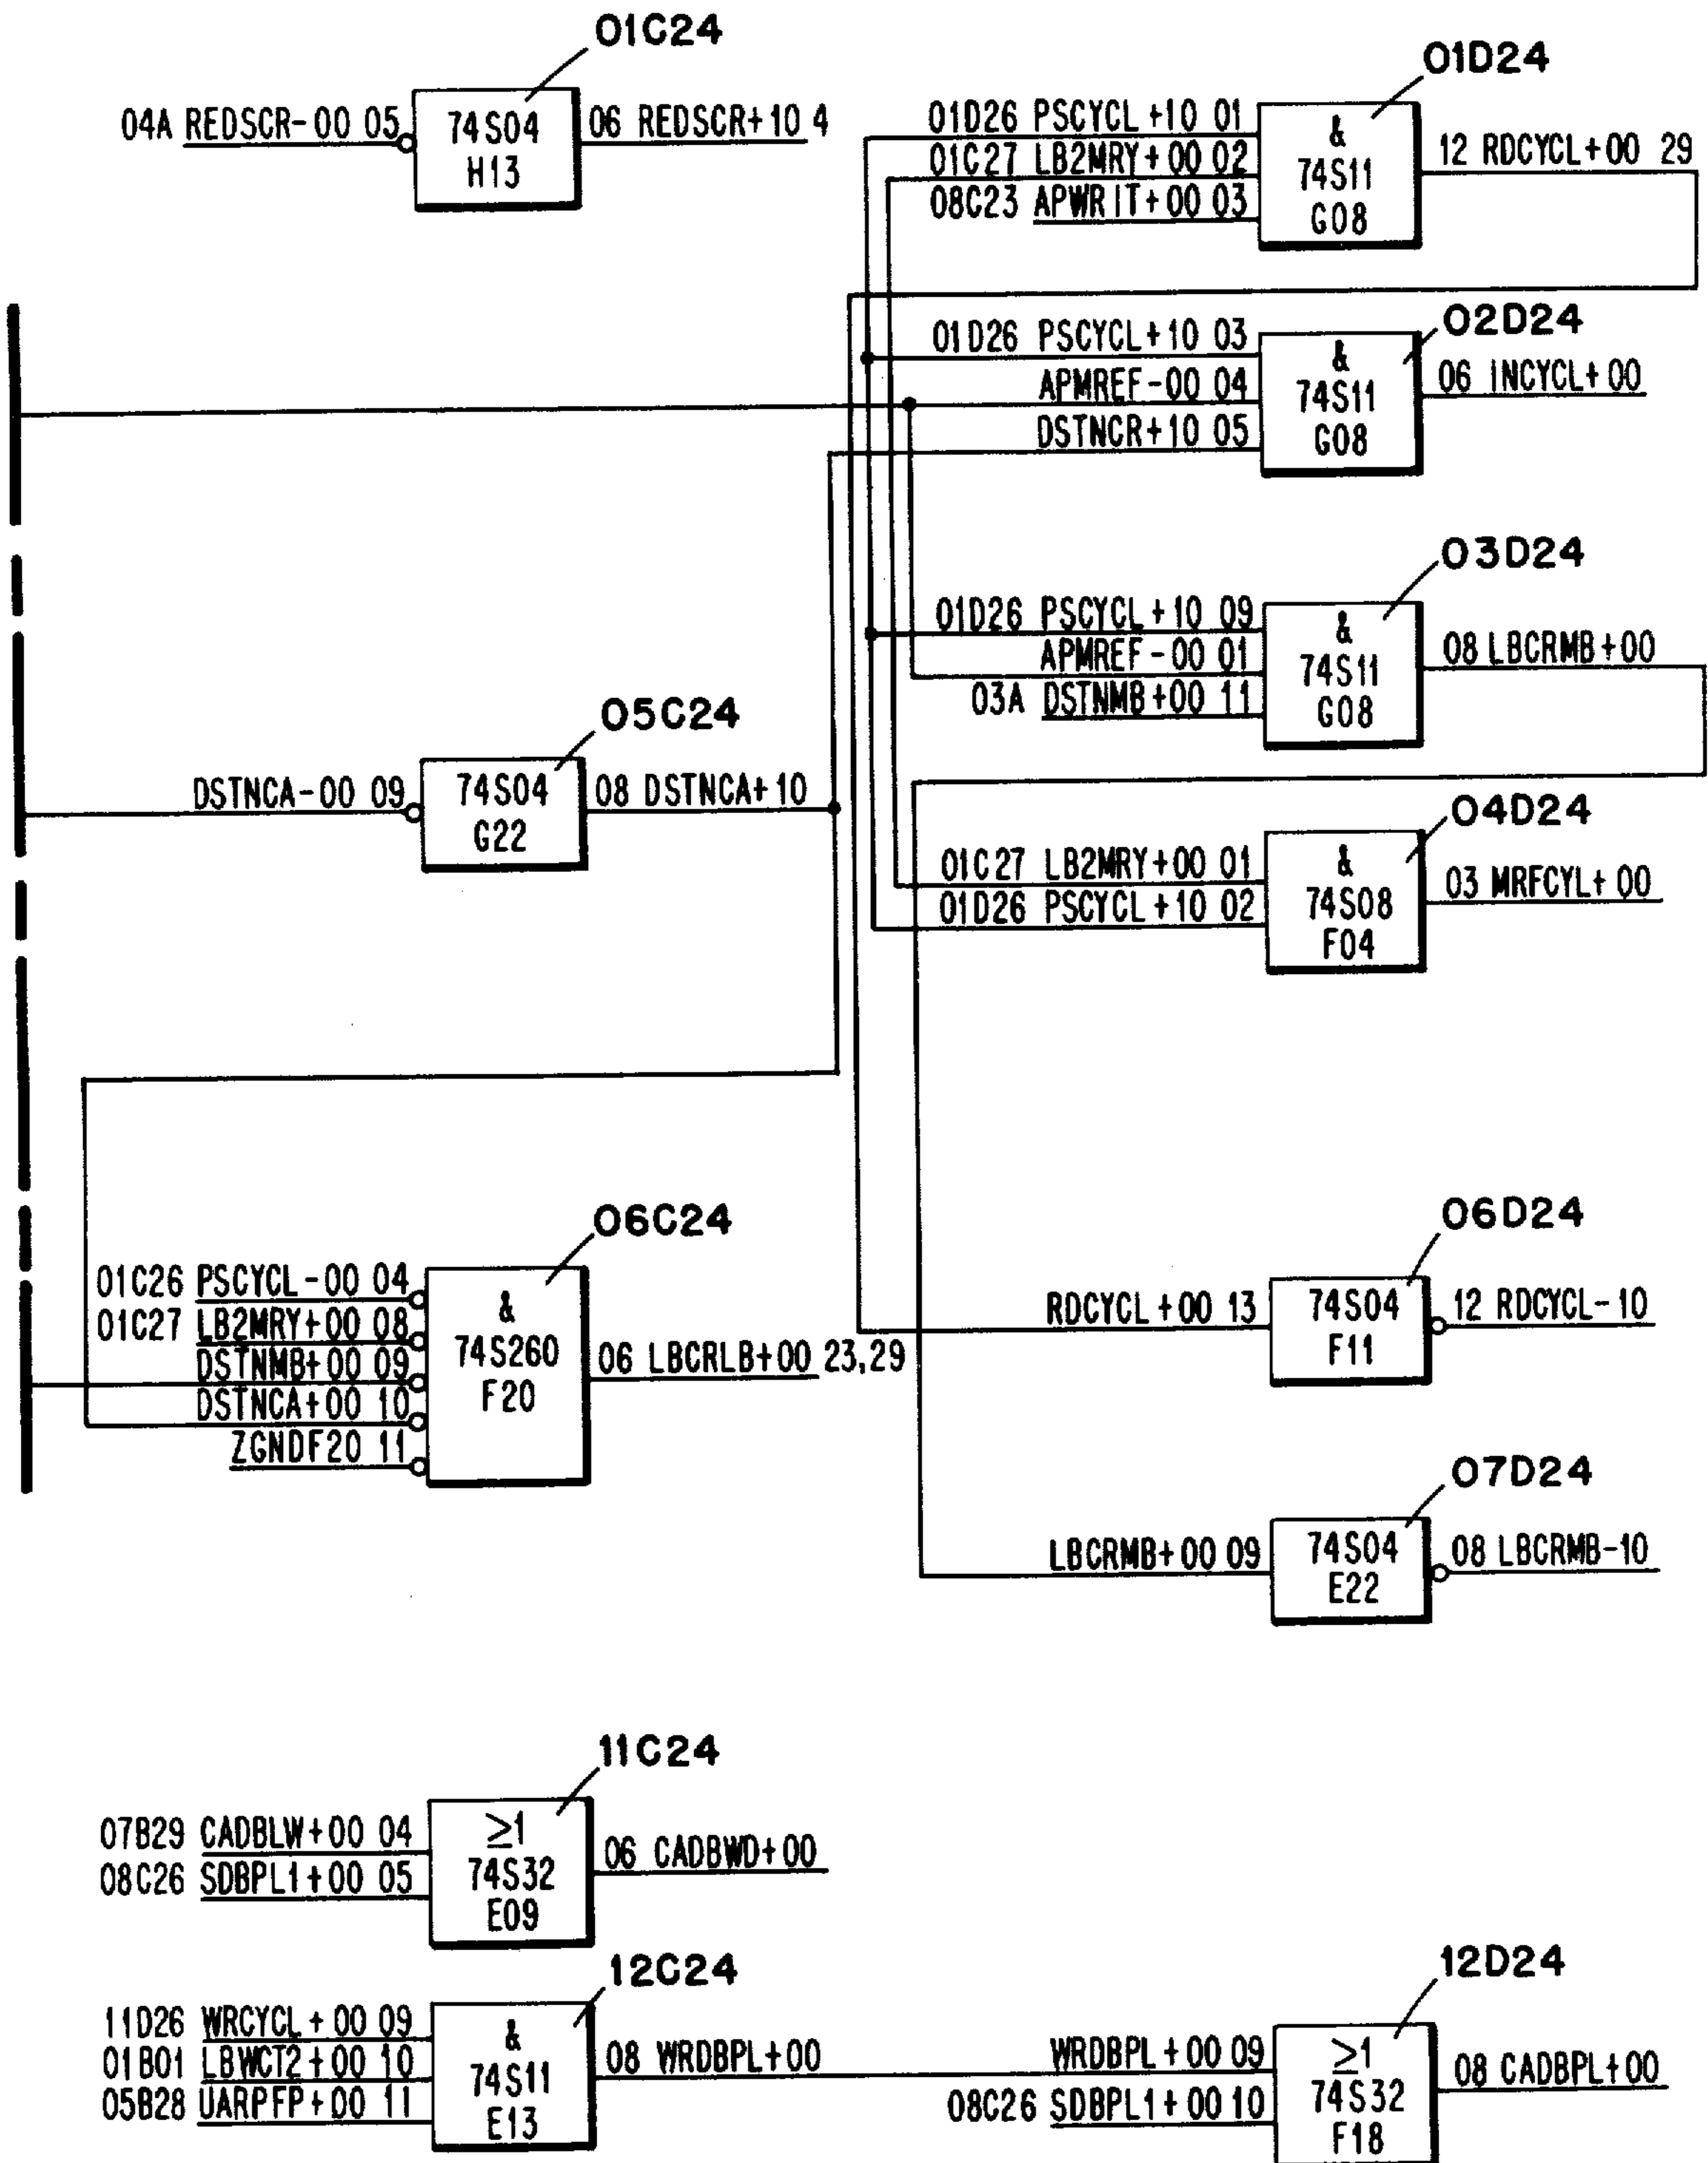 01C24
04A REDSCR-00 05
74S04
H13
06 REDSCR+10 4
01D24
01D26 PSCYCL+10 01
01C27 LB2MRY+00 02
08C23 APWRIT+00 03
&
74S11
G08
12 RDCYCL+00 29
02D24
01D26 PSCYCL+10 03
APMREF-00 04
DSTNCR+10 05
&
74S11
G08
06 INCYCL+00
03D24
01D26 PSCYCL+10 09
APMREF-00 01
03A DSTNMB+00 11
&
74S11
G08
08 LBCRMB+00
05C24
DSTNCA-00 09
74S04
G22
08 DSTNCA+10
04D24
01C27 LB2MRY+00 01
01D26 PSCYCL+10 02
&
74S08
F04
03 MRFCYL+00
06C24
01C26 PSCYCL-00 04
01C27 LB2MRY+00 08
DSTNMB+00 09
DSTNCA+00 10
ZGNDF20 11
&
74S260
F20
06 LBCRLB+00 23,29
06D24
RDCYCL+00 13
74S04
F11
12 RDCYCL-10
07D24
LBCRMB+00 09
74S04
E22
08 LBCRMB-10
11C24
07B29 CADBLW+00 04
08C26 SDBPL1+00 05
≥1
74S32
E09
06 CADBWD+00
12C24
11D26 WRCYCL+00 09
01B01 LBWCT2+00 10
05B28 UARPFP+00 11
&
74S11
E13
08 WRDBPL+00
12D24
WRDBPL+00 09
08C26 SDBPL1+00 10
≥1
74S32
F18
08 CADBPL+00